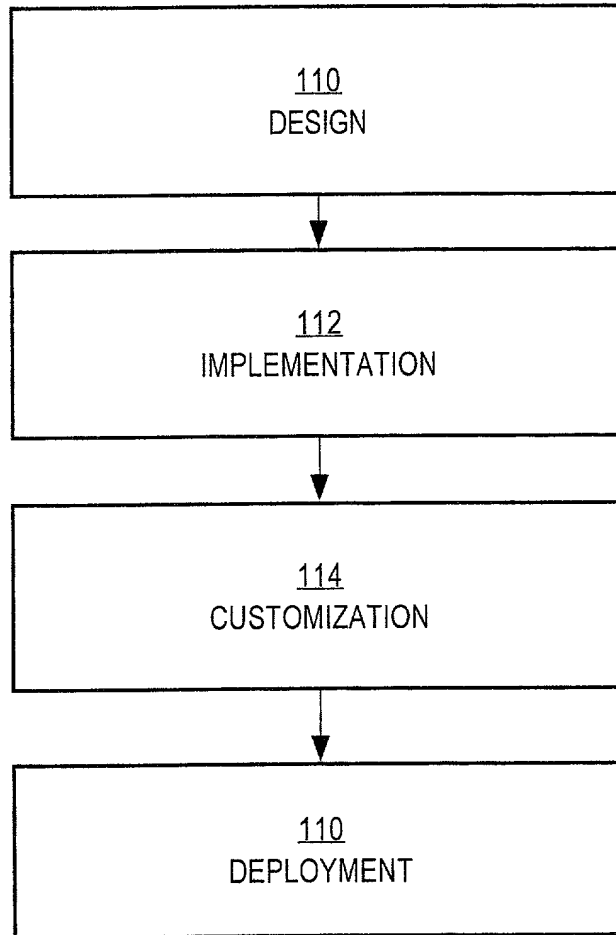 110
DESIGN
112
IMPLEMENTATION
114
CUSTOMIZATION
110
DEPLOYMENT